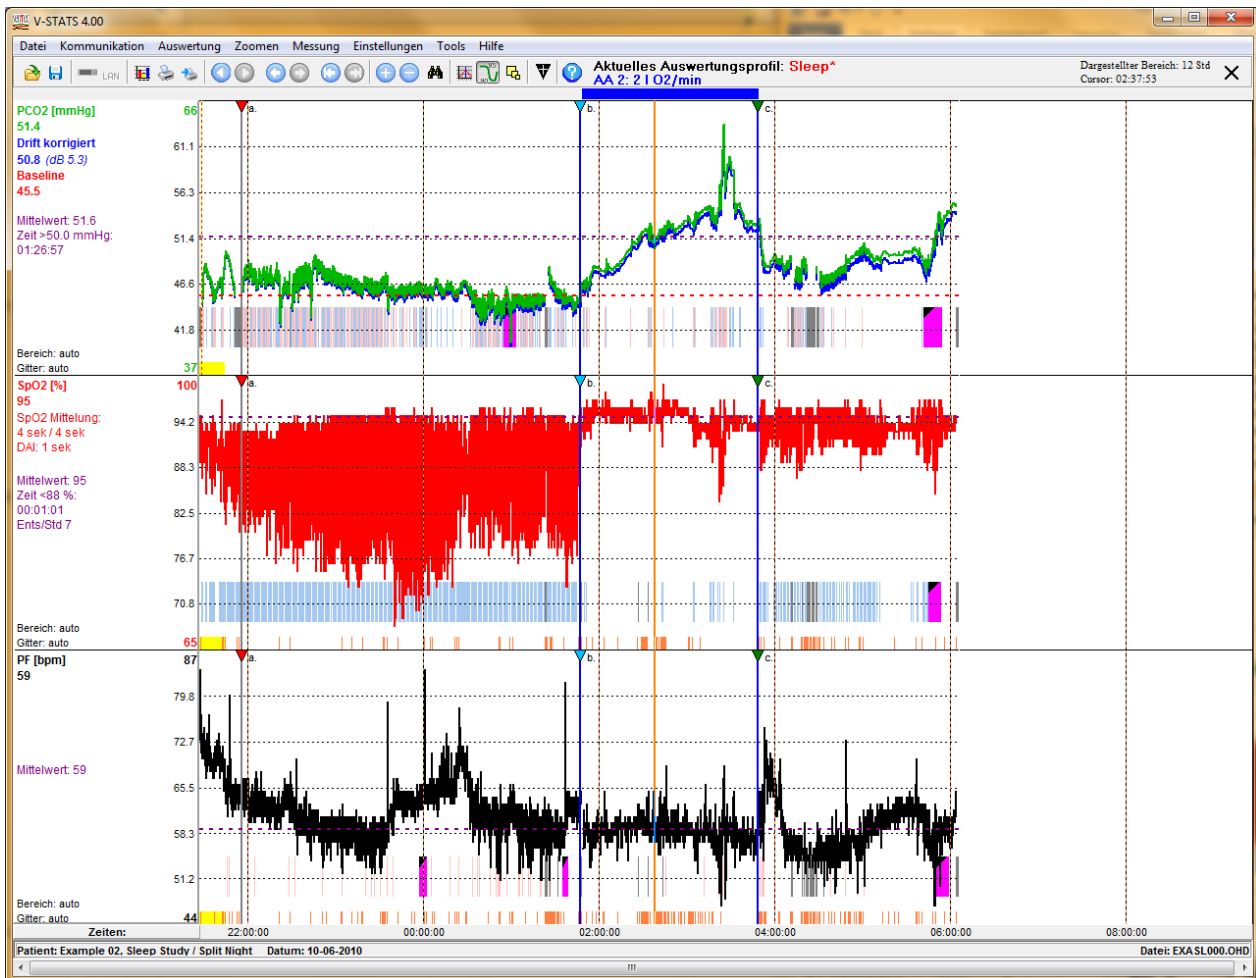 V-STATS 4.00
Datei Kommunikation Auswertung Zoomen Messung Einstellungen Tools Hilfe
LAN
Aktuelles Auswertungsprofil: Sleep*
AA 2: 2 l O2/min
Dargestellter Bereich: 12 Std
Cursor: 02:37:53
PCO2 [mmHg] 66
51.4
Drift korrigiert
50.8 (dB 5.3)
Baseline
45.5
Mittelwert: 51.6
Zeit >50.0 mmHg:
01:26:57
Bereich: auto
Gitter: auto 37
61.1
56.3
51.4
46.6
41.8
a.
b.
c.
SpO2 [%] 100
95
SpO2 Mittelung:
4 sek / 4 sek
DAI: 1 sek
Mittelwert: 95
Zeit <88 %:
00:01:01
Ents/Std 7
Bereich: auto
Gitter: auto 65
94.2
88.3
82.5
76.7
70.8
a.
b.
c.
PF [bpm] 87
59
Mittelwert: 59
Bereich: auto
Gitter: auto 44
79.8
72.7
65.5
58.3
51.2
a.
b.
c.
Zeiten: 22:00:00 00:00:00 02:00:00 04:00:00 06:00:00 08:00:00
Patient: Example 02, Sleep Study / Split Night Datum: 10-06-2010 Datei: EXASL000.OHD